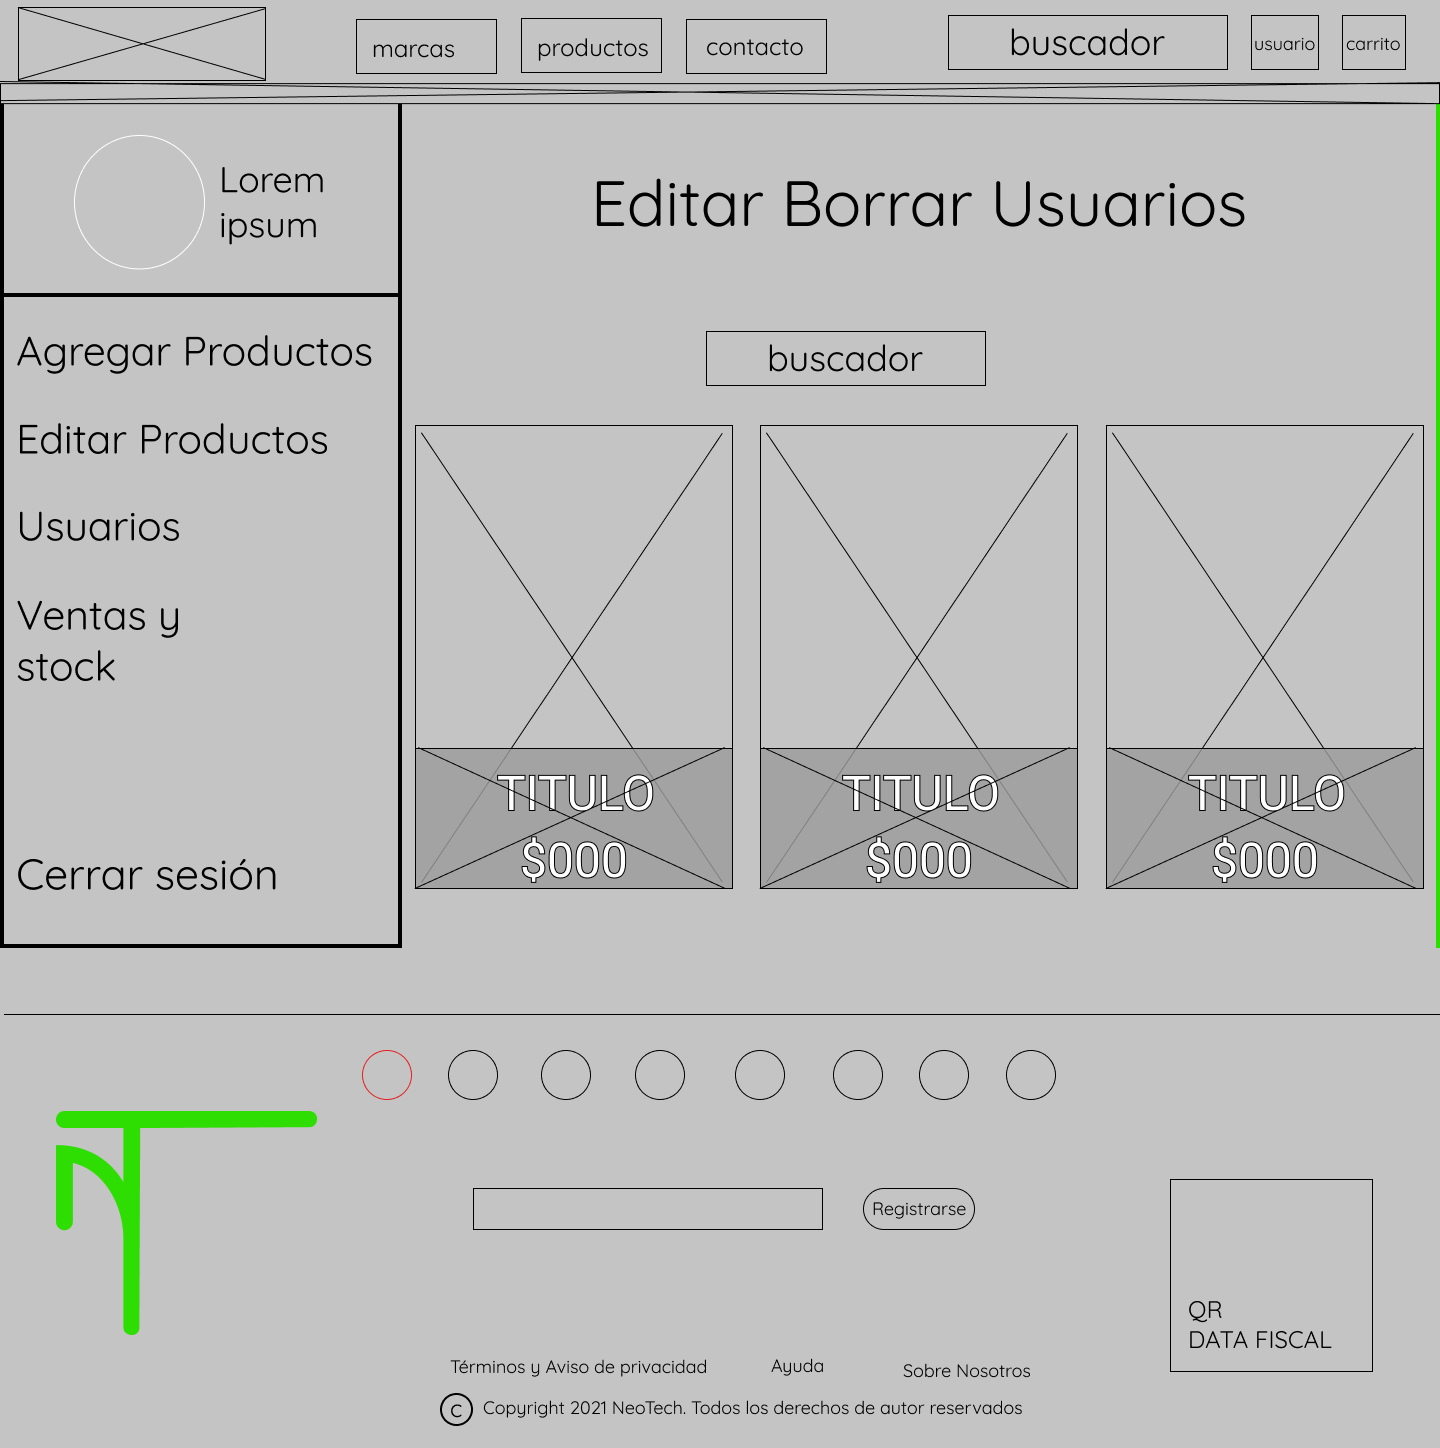 marcas
productos
contacto
buscador
usuario
carrito
Lorem
ipsum
Editar Borrar Usuarios
buscador
Agregar Productos
Editar Productos
Usuarios
Ventas y
stock
Cerrar sesión
TITULO
$000
TITULO
$000
TITULO
$000
Registrarse
QR
DATA FISCAL
Términos y Aviso de privacidad
Ayuda
Sobre Nosotros
C Copyright 2021 NeoTech. Todos los derechos de autor reservados